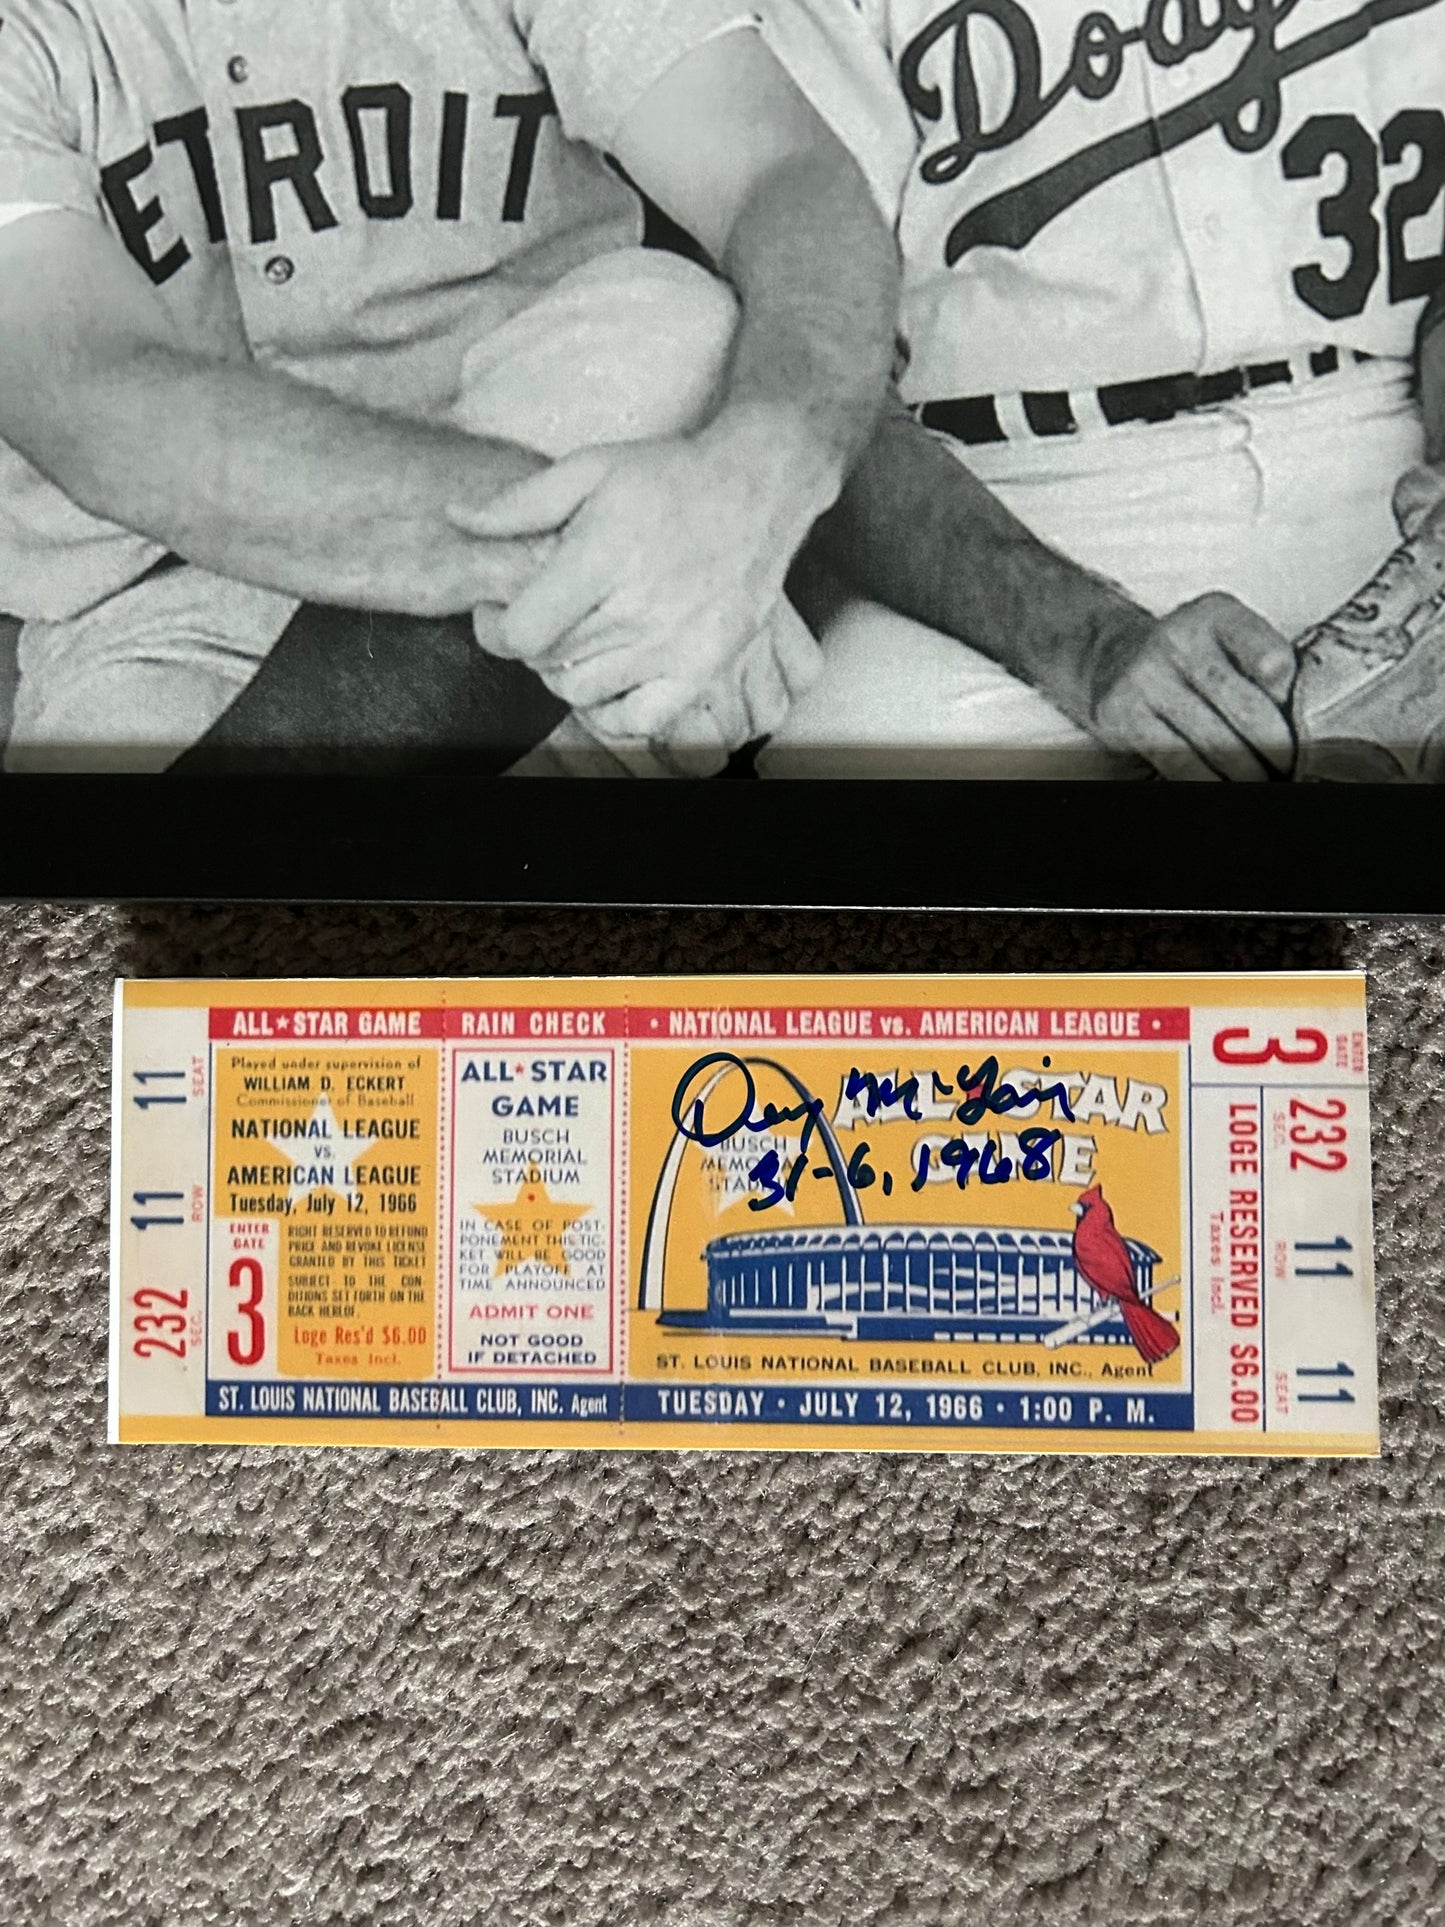 ETROIT
Dodge
32
11 SEAT
11 ROW
232 SEC.
ALL★STAR GAME
Played under supervision of
WILLIAM D. ECKERT
Commissioner of Baseball
NATIONAL LEAGUE
VS.
AMERICAN LEAGUE
Tuesday, July 12, 1966
ENTER
GATE
3
RIGHT RESERVED TO REFUND
PRICE AND REVOKE LICENSE
GRANTED BY THIS TICKET
SUBJECT TO THE CON-
DITIONS SET FORTH ON THE
BACK HEREOF.
Loge Res'd $6.00
Taxes Incl.
ST. LOUIS NATIONAL BASEBALL CLUB, INC. Agent
RAIN CHECK
ALL★STAR
GAME
BUSCH
MEMORIAL
STADIUM
IN CASE OF POST-
PONEMENT THIS TIC-
KET WILL BE GOOD
FOR PLAYOFF AT
TIME ANNOUNCED
ADMIT ONE
NOT GOOD
IF DETACHED
• NATIONAL LEAGUE vs. AMERICAN LEAGUE •
ALL STAR
GAME
BUSCH
MEMORIAL
STADIUM
Denny McLain
31-6, 1968
ST. LOUIS NATIONAL BASEBALL CLUB, INC., Agent
TUESDAY • JULY 12, 1966 • 1:00 P. M.
ENTER
GATE
3
LOGE RESERVED $6.00
Taxes Incl.
232 SEC.
11 ROW
11 SEAT